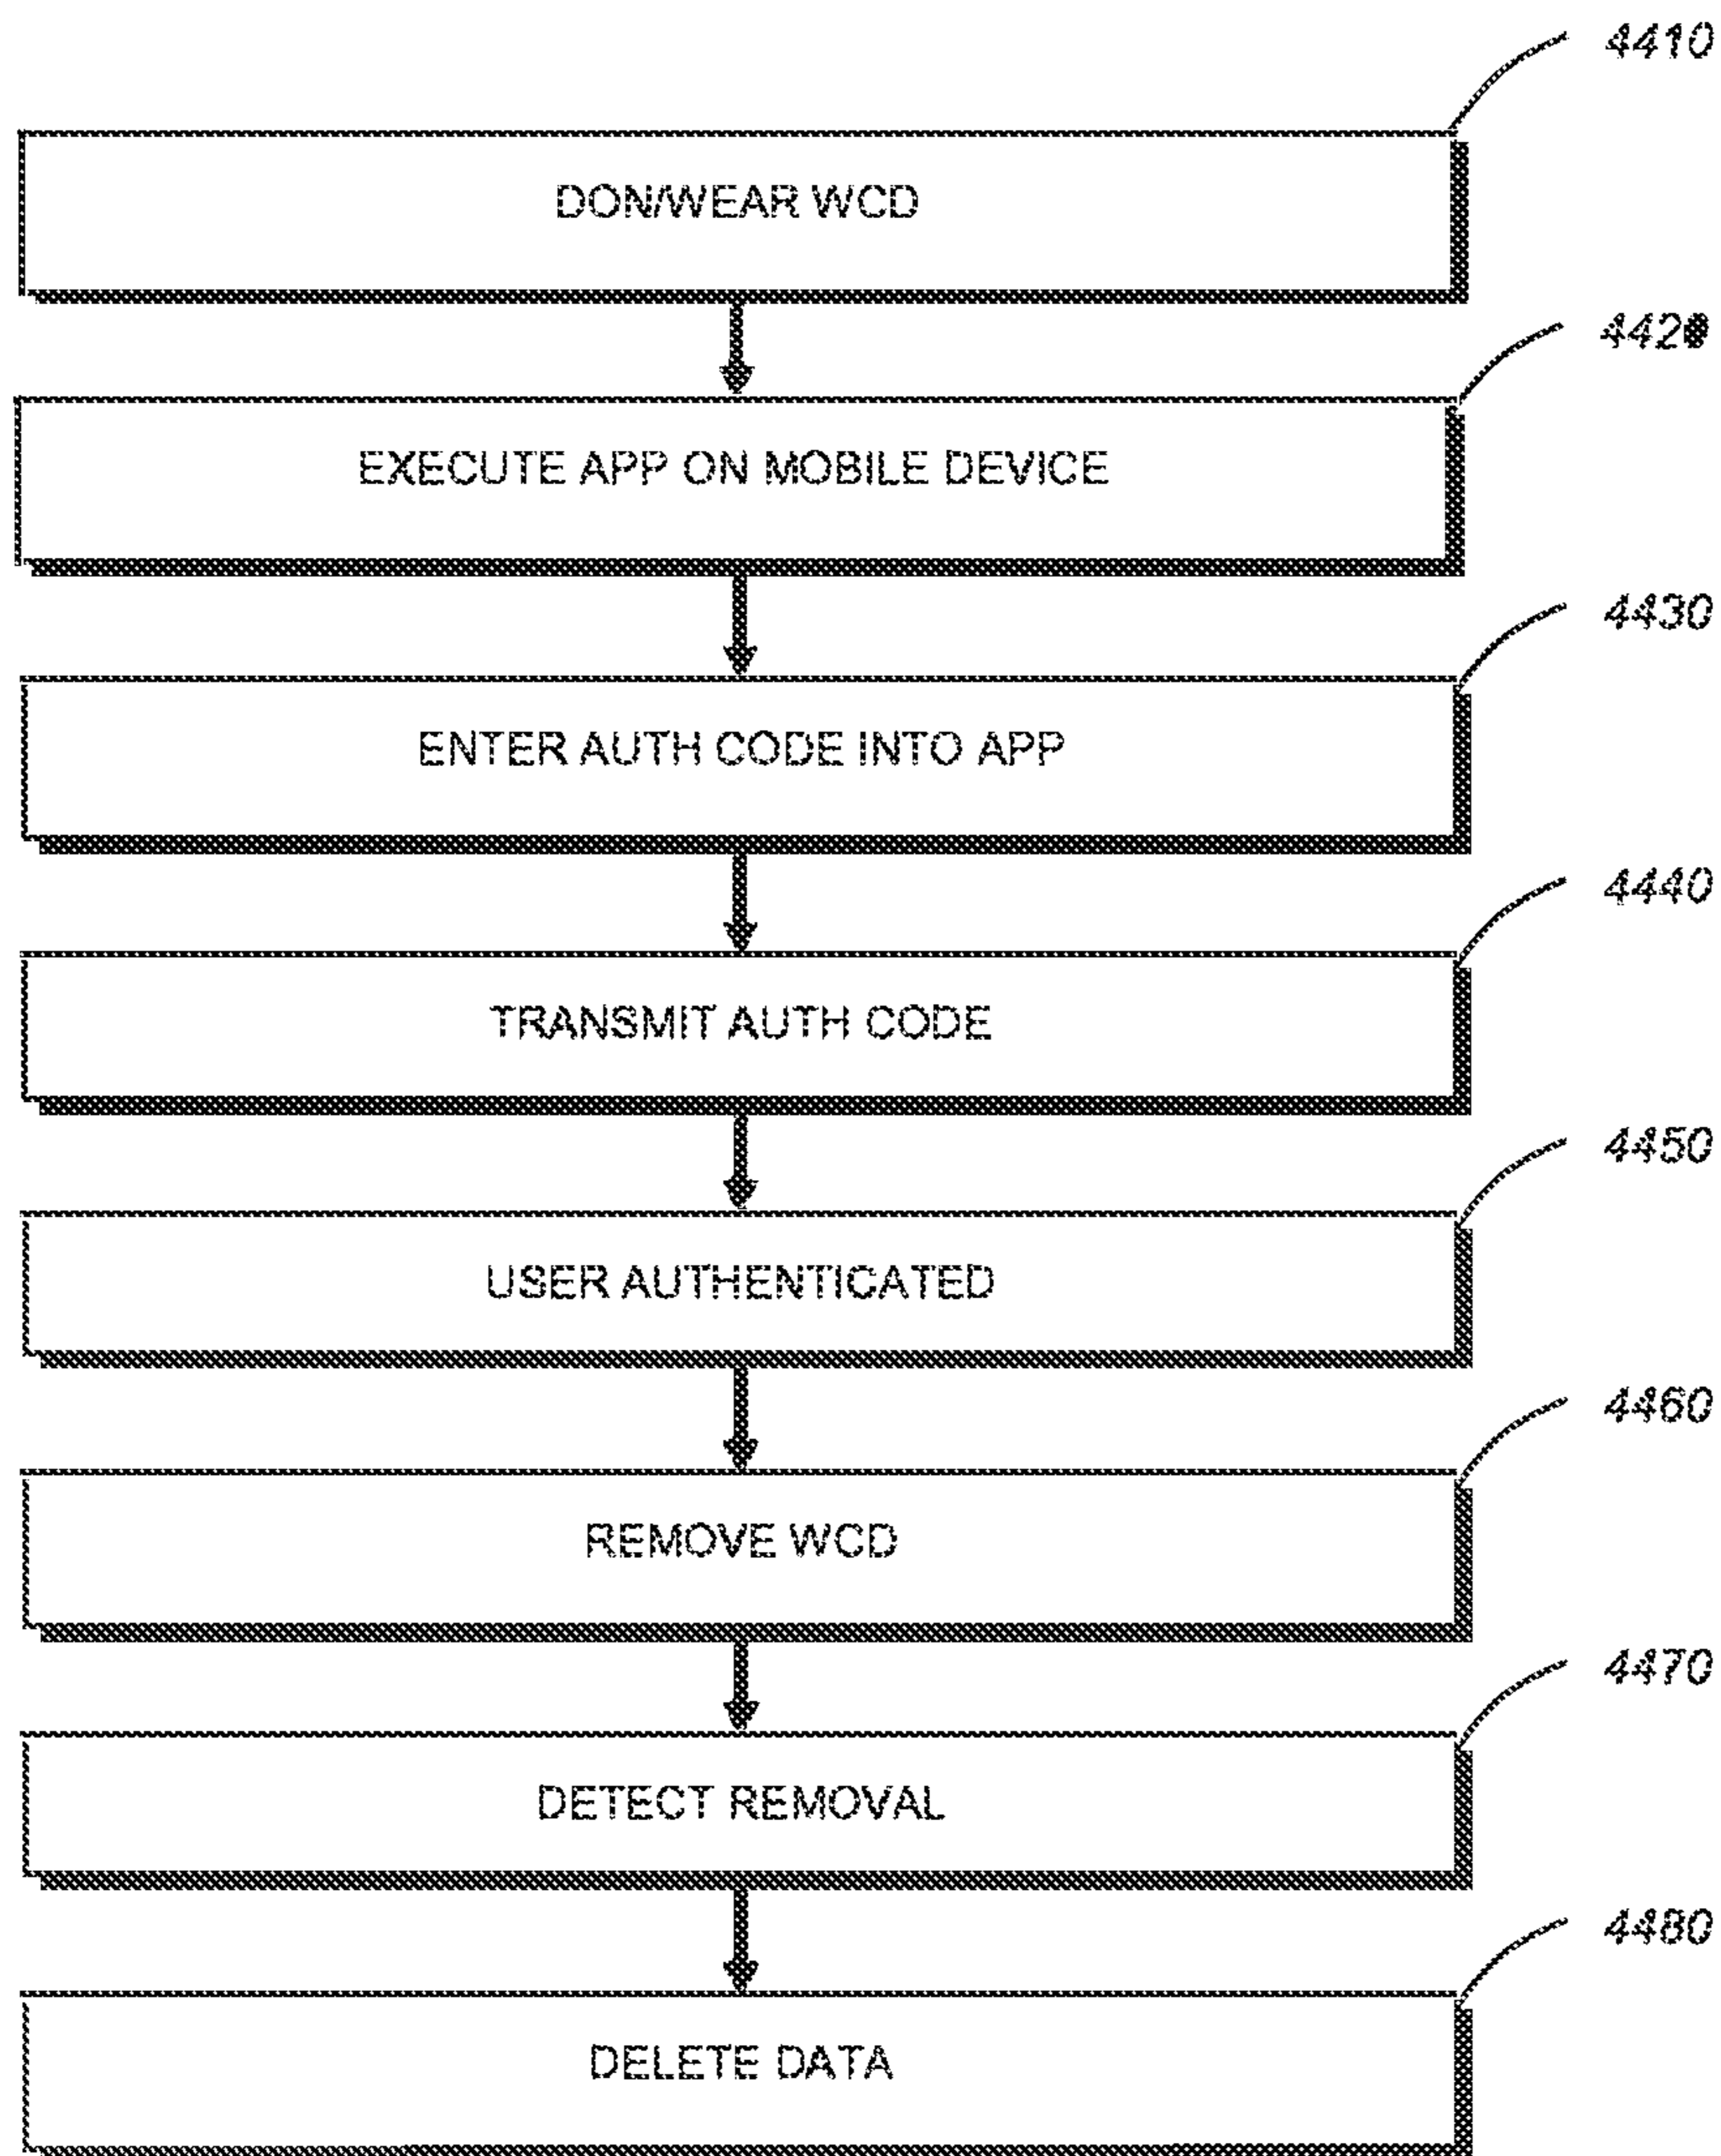 4410
DON/WEAR WCD
4420
EXECUTE APP ON MOBILE DEVICE
4430
ENTER AUTH CODE INTO APP
4440
TRANSMIT AUTH CODE
4450
USER AUTHENTICATED
4460
REMOVE WCD
4470
DETECT REMOVAL
4480
DELETE DATA